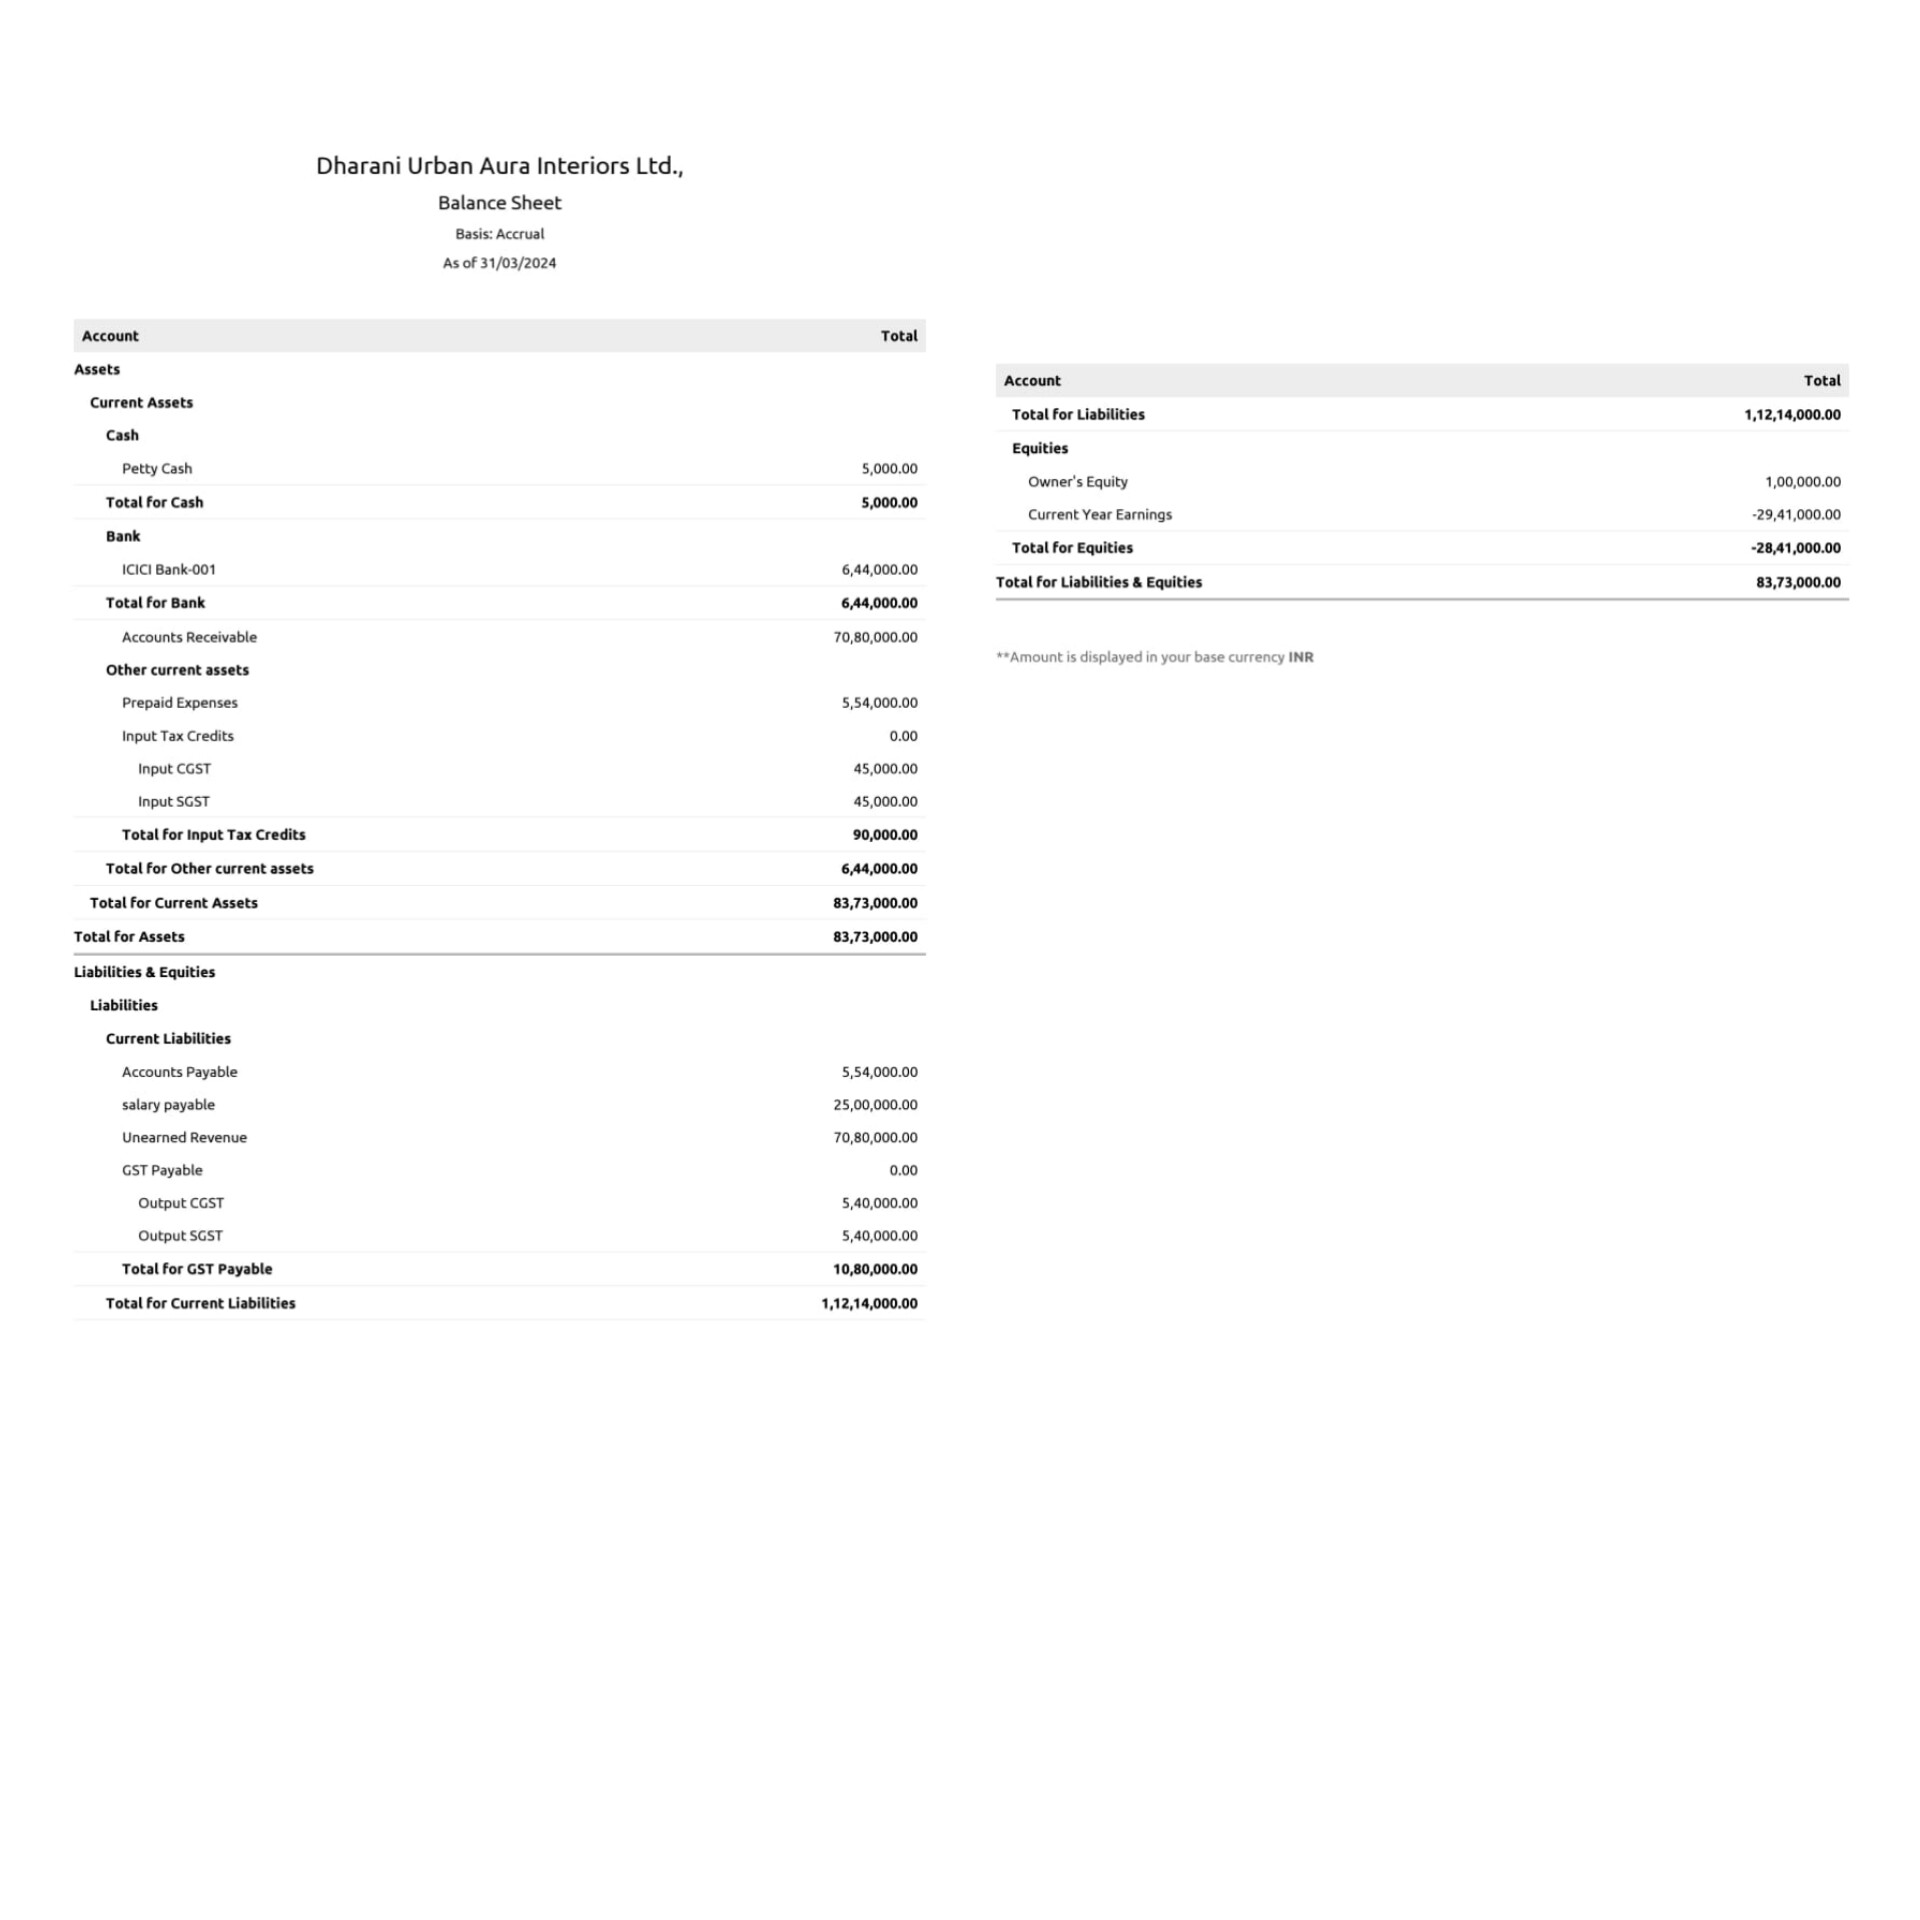 Dharani Urban Aura Interiors Ltd.,
Balance Sheet
Basis: Accrual
As of 31/03/2024
Account Total
Assets
Current Assets
Cash
Petty Cash 5,000.00
Total for Cash 5,000.00
Bank
ICICI Bank-001 6,44,000.00
Total for Bank 6,44,000.00
Accounts Receivable 70,80,000.00
Other current assets
Prepaid Expenses 5,54,000.00
Input Tax Credits 0.00
Input CGST 45,000.00
Input SGST 45,000.00
Total for Input Tax Credits 90,000.00
Total for Other current assets 6,44,000.00
Total for Current Assets 83,73,000.00
Total for Assets 83,73,000.00
Liabilities & Equities
Liabilities
Current Liabilities
Accounts Payable 5,54,000.00
salary payable 25,00,000.00
Unearned Revenue 70,80,000.00
GST Payable 0.00
Output CGST 5,40,000.00
Output SGST 5,40,000.00
Total for GST Payable 10,80,000.00
Total for Current Liabilities 1,12,14,000.00
Account Total
Total for Liabilities 1,12,14,000.00
Equities
Owner's Equity 1,00,000.00
Current Year Earnings -29,41,000.00
Total for Equities -28,41,000.00
Total for Liabilities & Equities 83,73,000.00
**Amount is displayed in your base currency INR